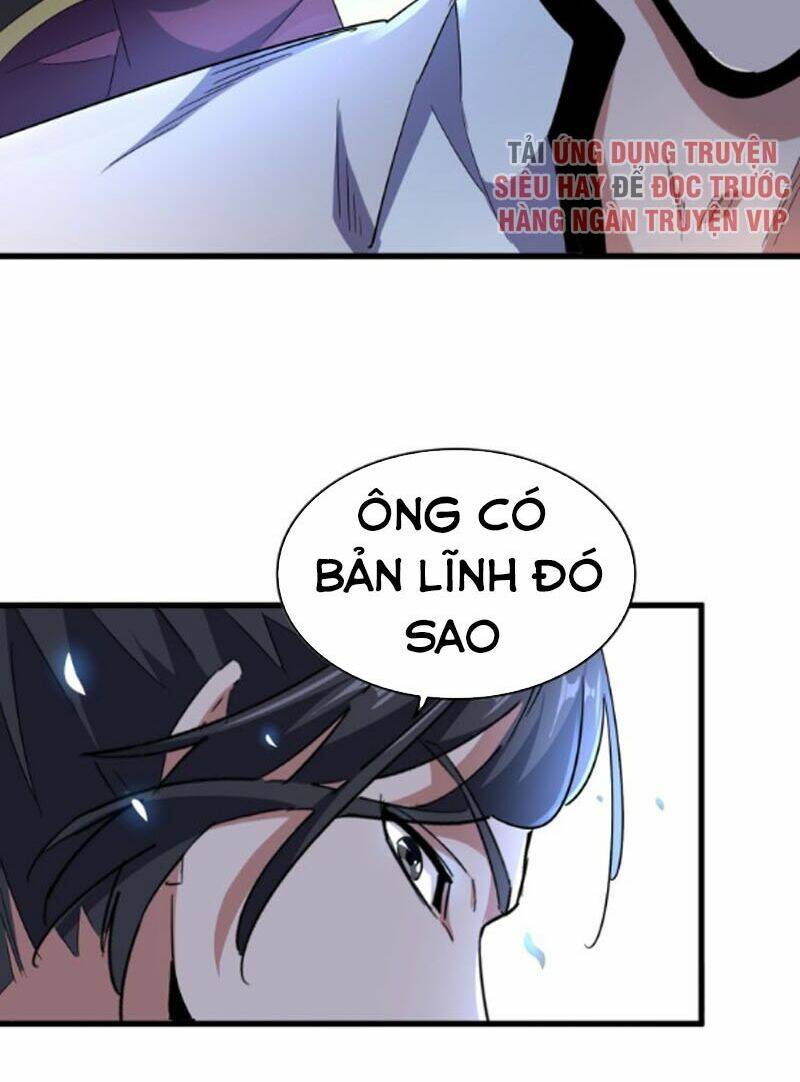 TẢI ỨNG DỤNG TRUYỆN
SIÊU HAY ĐỂ ĐỌC TRƯỚC
HÀNG NGÀN TRUYỆN VIP
ÔNG CÓ
BẢN LĨNH ĐÓ
SAO